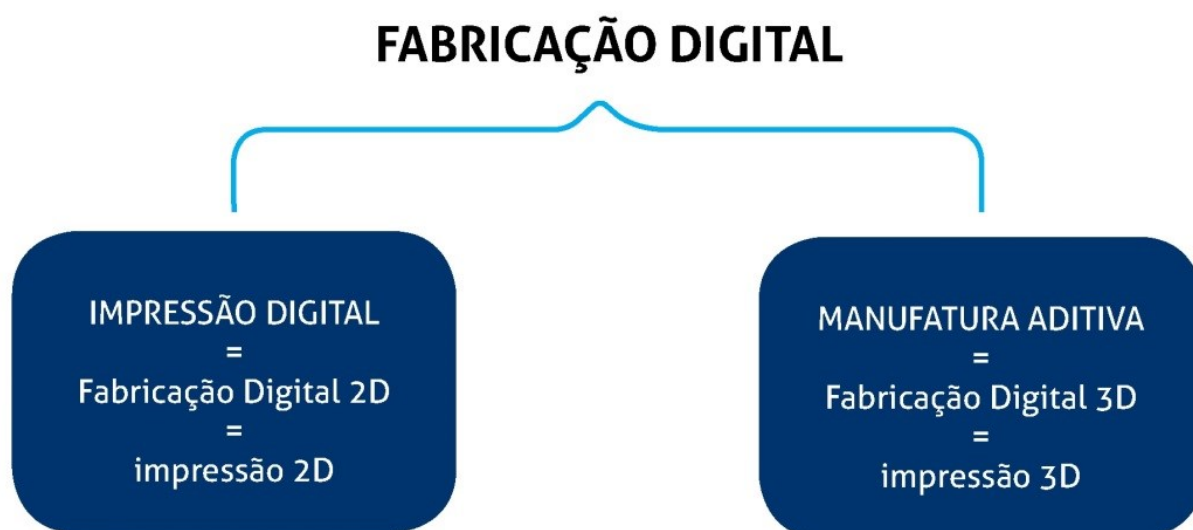 FABRICAÇÃO DIGITAL
IMPRESSÃO DIGITAL
=
Fabricação Digital 2D
=
impressão 2D
MANUFATURA ADITIVA
=
Fabricação Digital 3D
=
impressão 3D